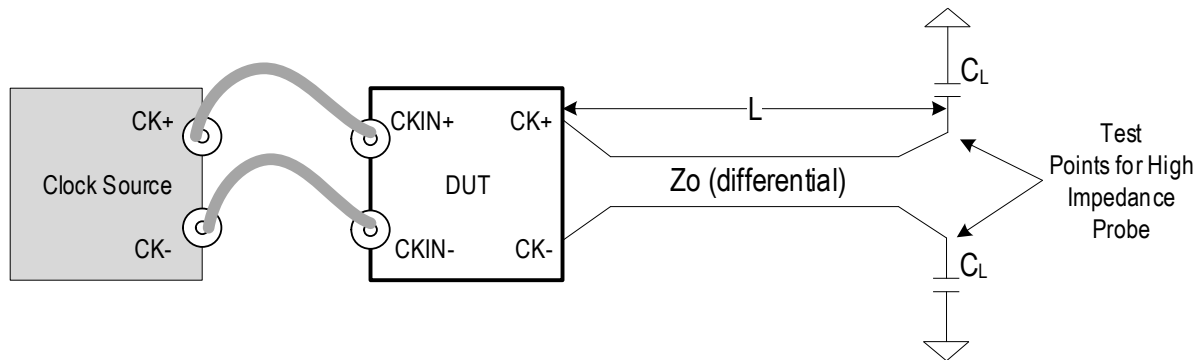 CK+
Clock Source
CK-
CKIN+
CK+
DUT
CKIN-
CK-
L
Zo (differential)
CL
CL
Test
Points for High
Impedance
Probe